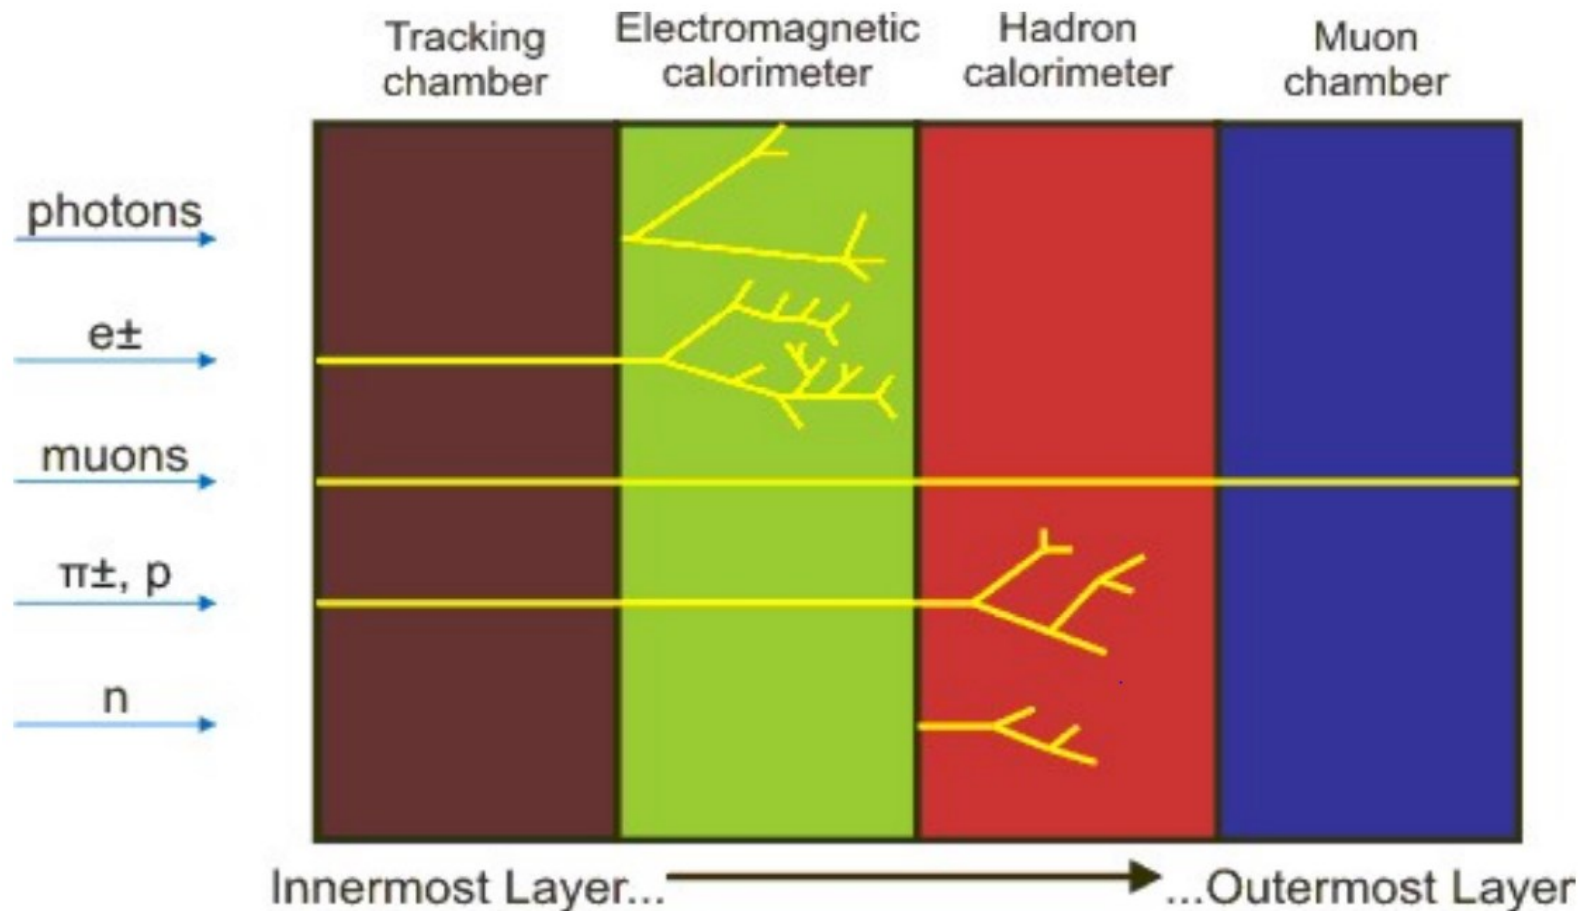 Tracking
chamber
Electromagnetic
calorimeter
Hadron
calorimeter
Muon
chamber
photons
e±
muons
π±, p
n
Innermost Layer...
...Outermost Layer